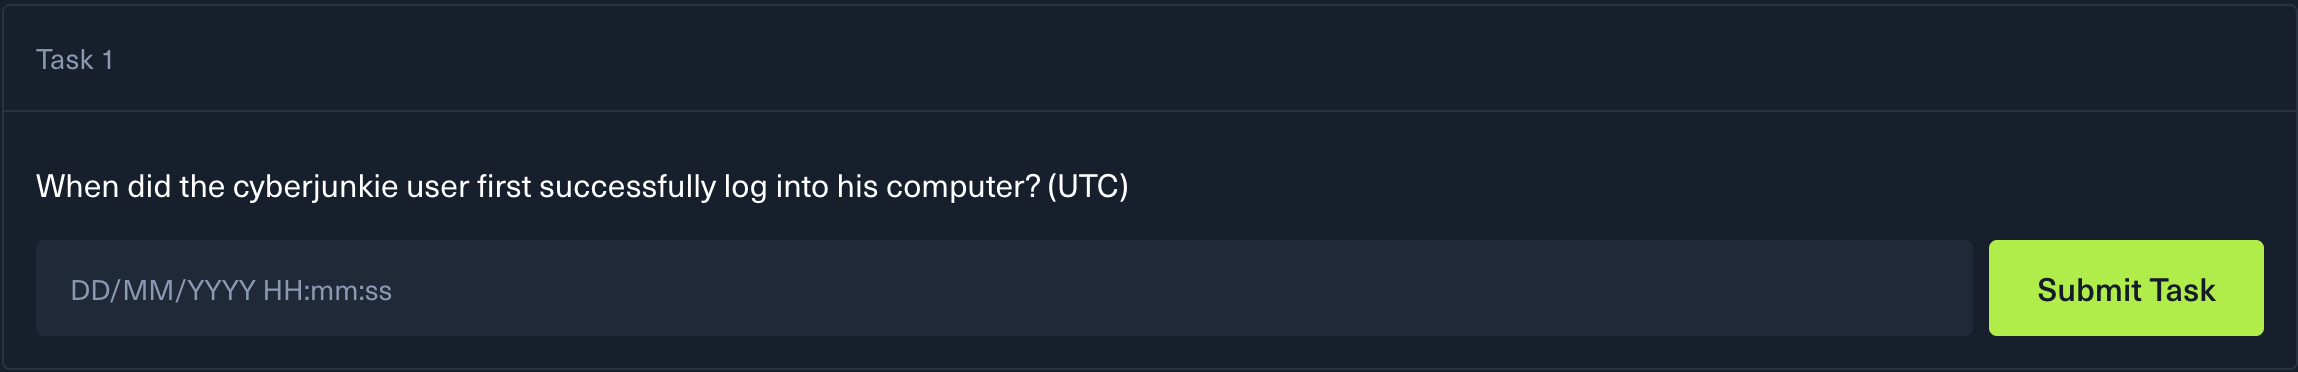 Task 1
When did the cyberjunkie user first successfully log into his computer? (UTC)
DD/MM/YYYY HH:mm:ss
Submit Task